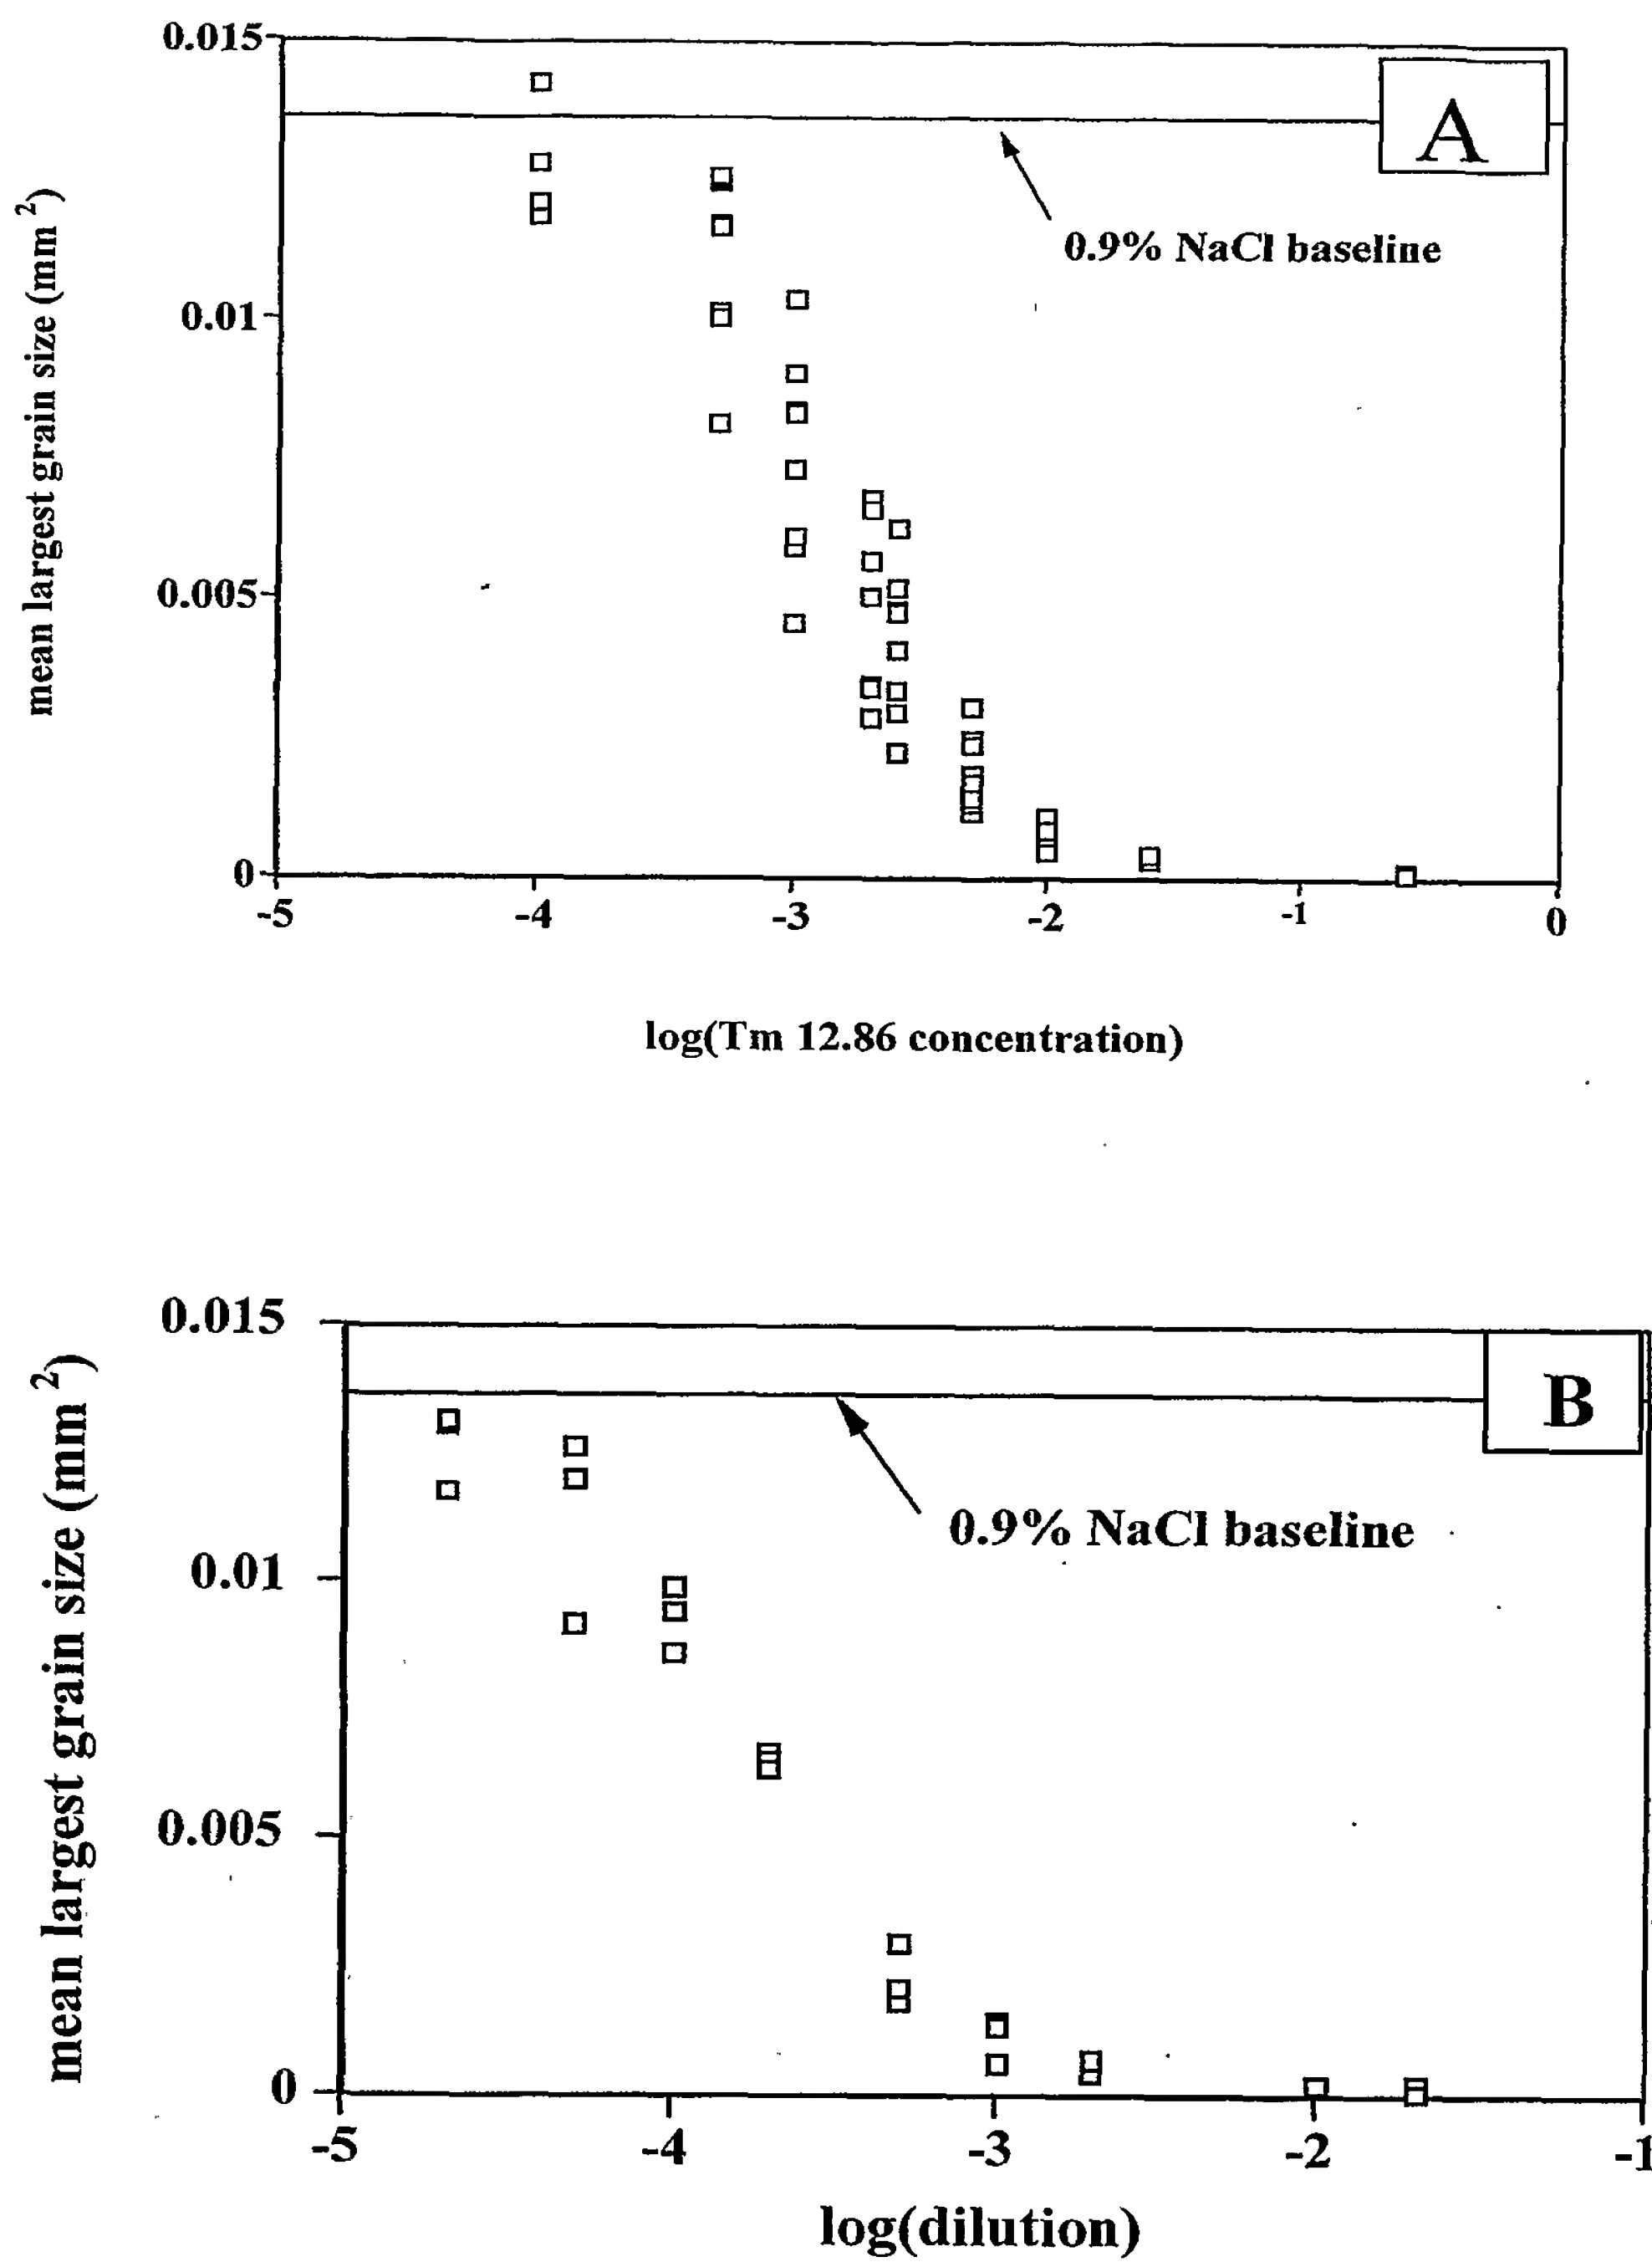 0.015
A
0.9% NaCl baseline
mean largest grain size (mm 2)
0.01
0.005
0
-5
-4
-3
-2
-1
0
log(Tm 12.86 concentration)
0.015
B
0.9% NaCl baseline
mean largest grain size (mm 2)
0.01
0.005
0
-5
-4
-3
-2
-1
log(dilution)